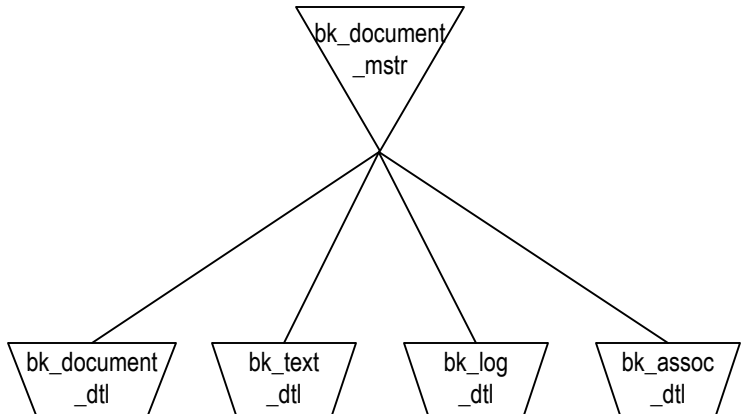 bk_document
_mstr
bk_document
_dtl
bk_text
_dtl
bk_log
_dtl
bk_assoc
_dtl